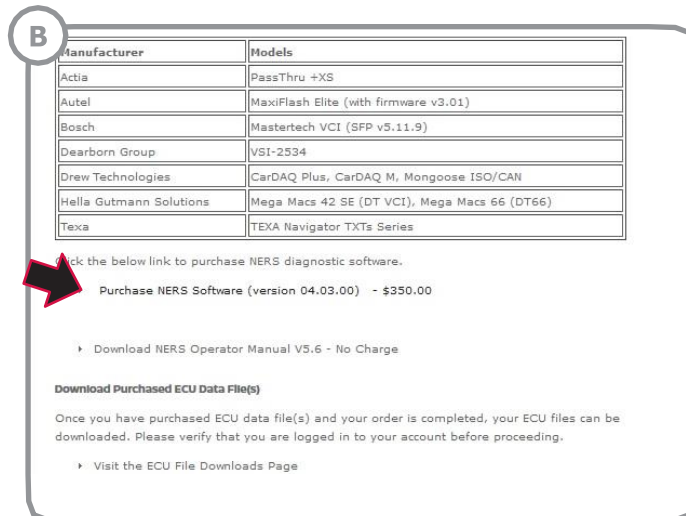 B
Manufacturer Models
Actia PassThru +XS
Autel MaxiFlash Elite (with firmware v3.01)
Bosch Mastertech VCI (SFP v5.11.9)
Dearborn Group VSI-2534
Drew Technologies CarDAQ Plus, CarDAQ M, Mongoose ISO/CAN
Hella Gutmann Solutions Mega Macs 42 SE (DT VCI), Mega Macs 66 (DT66)
Texa TEXA Navigator TXTs Series
Click the below link to purchase NERS diagnostic software.
Purchase NERS Software (version 04.03.00) - $350.00
Download NERS Operator Manual V5.6 - No Charge
Download Purchased ECU Data File(s)
Once you have purchased ECU data file(s) and your order is completed, your ECU files can be
downloaded. Please verify that you are logged in to your account before proceeding.
Visit the ECU File Downloads Page